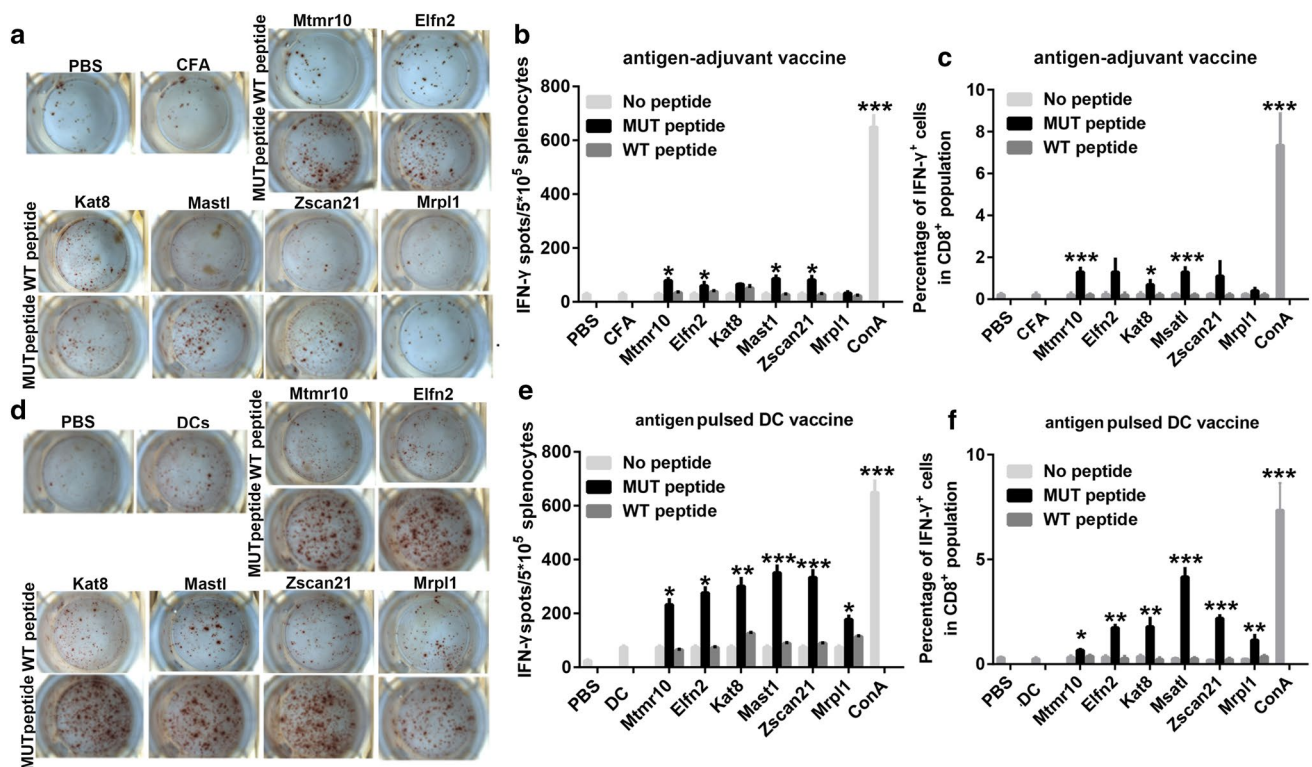 a
Mtmr10
Elfn2
PBS
CFA
WT peptide
MUTpeptide
Kat8
Mastl
Zscan21
Mrpl1
WT peptide
MUTpeptide
b
antigen-adjuvant vaccine
IFN-γ spots/5*10⁵ splenocytes
800
600
400
200
0
No peptide
MUT peptide
WT peptide
* * * * ***
PBS
CFA
Mtmr10
Elfn2
Kat8
Mast1
Zscan21
Mrpl1
ConA
c
antigen-adjuvant vaccine
Percentage of IFN-γ⁺ cells
in CD8⁺ population
10
8
6
4
2
0
No peptide
MUT peptide
WT peptide
*** * *** ***
PBS
CFA
Mtmr10
Elfn2
Kat8
Msatl
Zscan21
Mrpl1
ConA
d
Mtmr10
Elfn2
PBS
DCs
WT peptide
MUTpeptide
Kat8
Mastl
Zscan21
Mrpl1
WT peptide
MUTpeptide
e
antigen pulsed DC vaccine
IFN-γ spots/5*10⁵ splenocytes
800
600
400
200
0
No peptide
MUT peptide
WT peptide
* * ** *** *** * ***
PBS
DC
Mtmr10
Elfn2
Kat8
Mast1
Zscan21
Mrpl1
ConA
f
antigen pulsed DC vaccine
Percentage of IFN-γ⁺ cells
in CD8⁺ population
10
5
0
No peptide
MUT peptide
WT peptide
* ** ** *** *** ** ***
PBS
DC
Mtmr10
Elfn2
Kat8
Msatl
Zscan21
Mrpl1
ConA